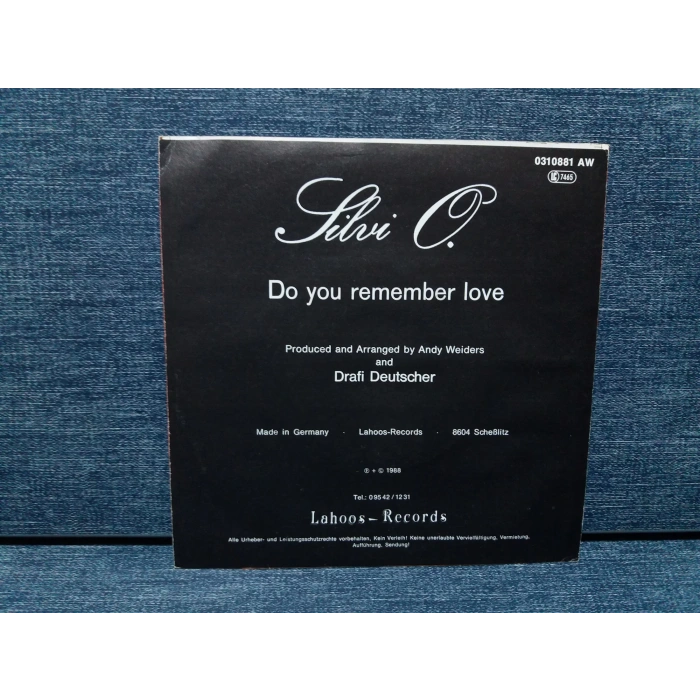 0310881 AW
LC 7465
Silvi O.
Do you remember love
Produced and Arranged by Andy Weiders
and
Drafi Deutscher
Made in Germany · Lahoos-Records · 8604 Scheßlitz
℗ + © 1988
Tel.: 09542/1231
Lahoos-Records
Alle Urheber- und Leistungsschutzrechte vorbehalten, Kein Verleih! Keine unerlaubte Vervielfältigung, Vermietung,
Aufführung, Sendung!